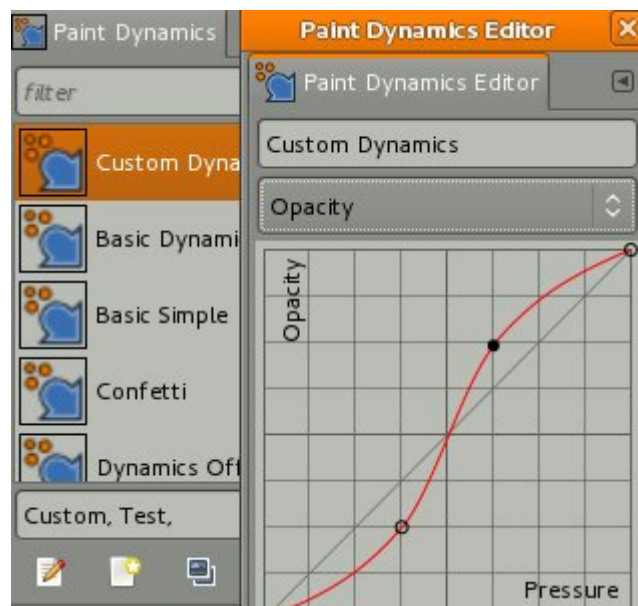 Paint Dynamics
filter
Custom Dyna
Basic Dynami
Basic Simple
Confetti
Dynamics Off
Custom, Test,
Paint Dynamics Editor
Paint Dynamics Editor
Custom Dynamics
Opacity
Opacity
Pressure